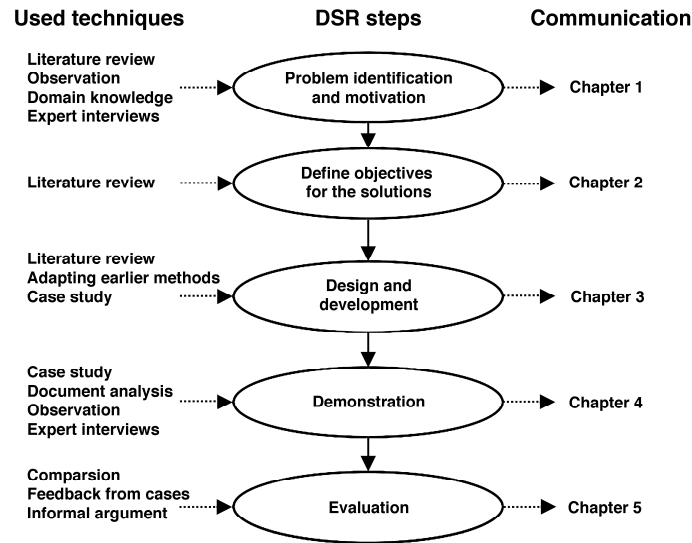 Used techniques
DSR steps
Communication
Literature review
Observation
Domain knowledge
Expert interviews
Problem identification
and motivation
Chapter 1
Literature review
Define objectives
for the solutions
Chapter 2
Literature review
Adapting earlier methods
Case study
Design and
development
Chapter 3
Case study
Document analysis
Observation
Expert interviews
Demonstration
Chapter 4
Comparsion
Feedback from cases
Informal argument
Evaluation
Chapter 5